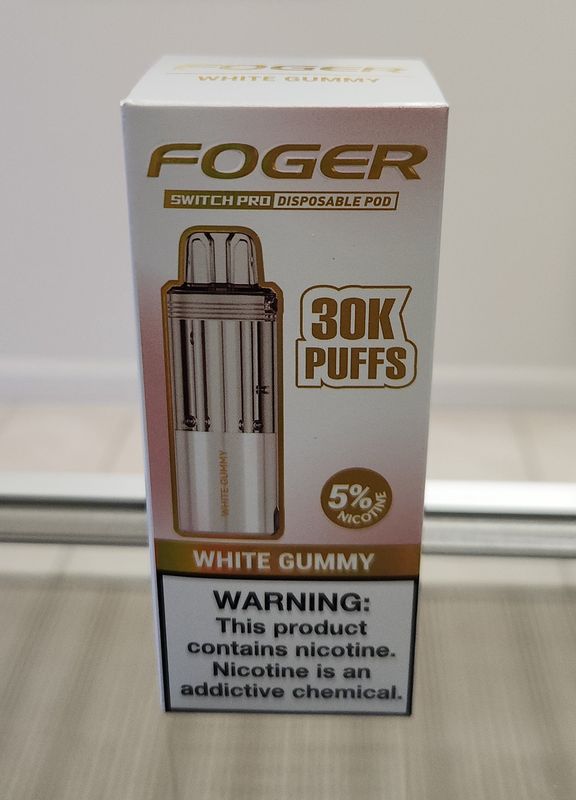 FOGER
WHITE GUMMY
FOGER
SWITCH PRO DISPOSABLE POD
30K
PUFFS
WHITE GUMMY
5%
NICOTINE
WHITE GUMMY
WARNING:
This product
contains nicotine.
Nicotine is an
addictive chemical.